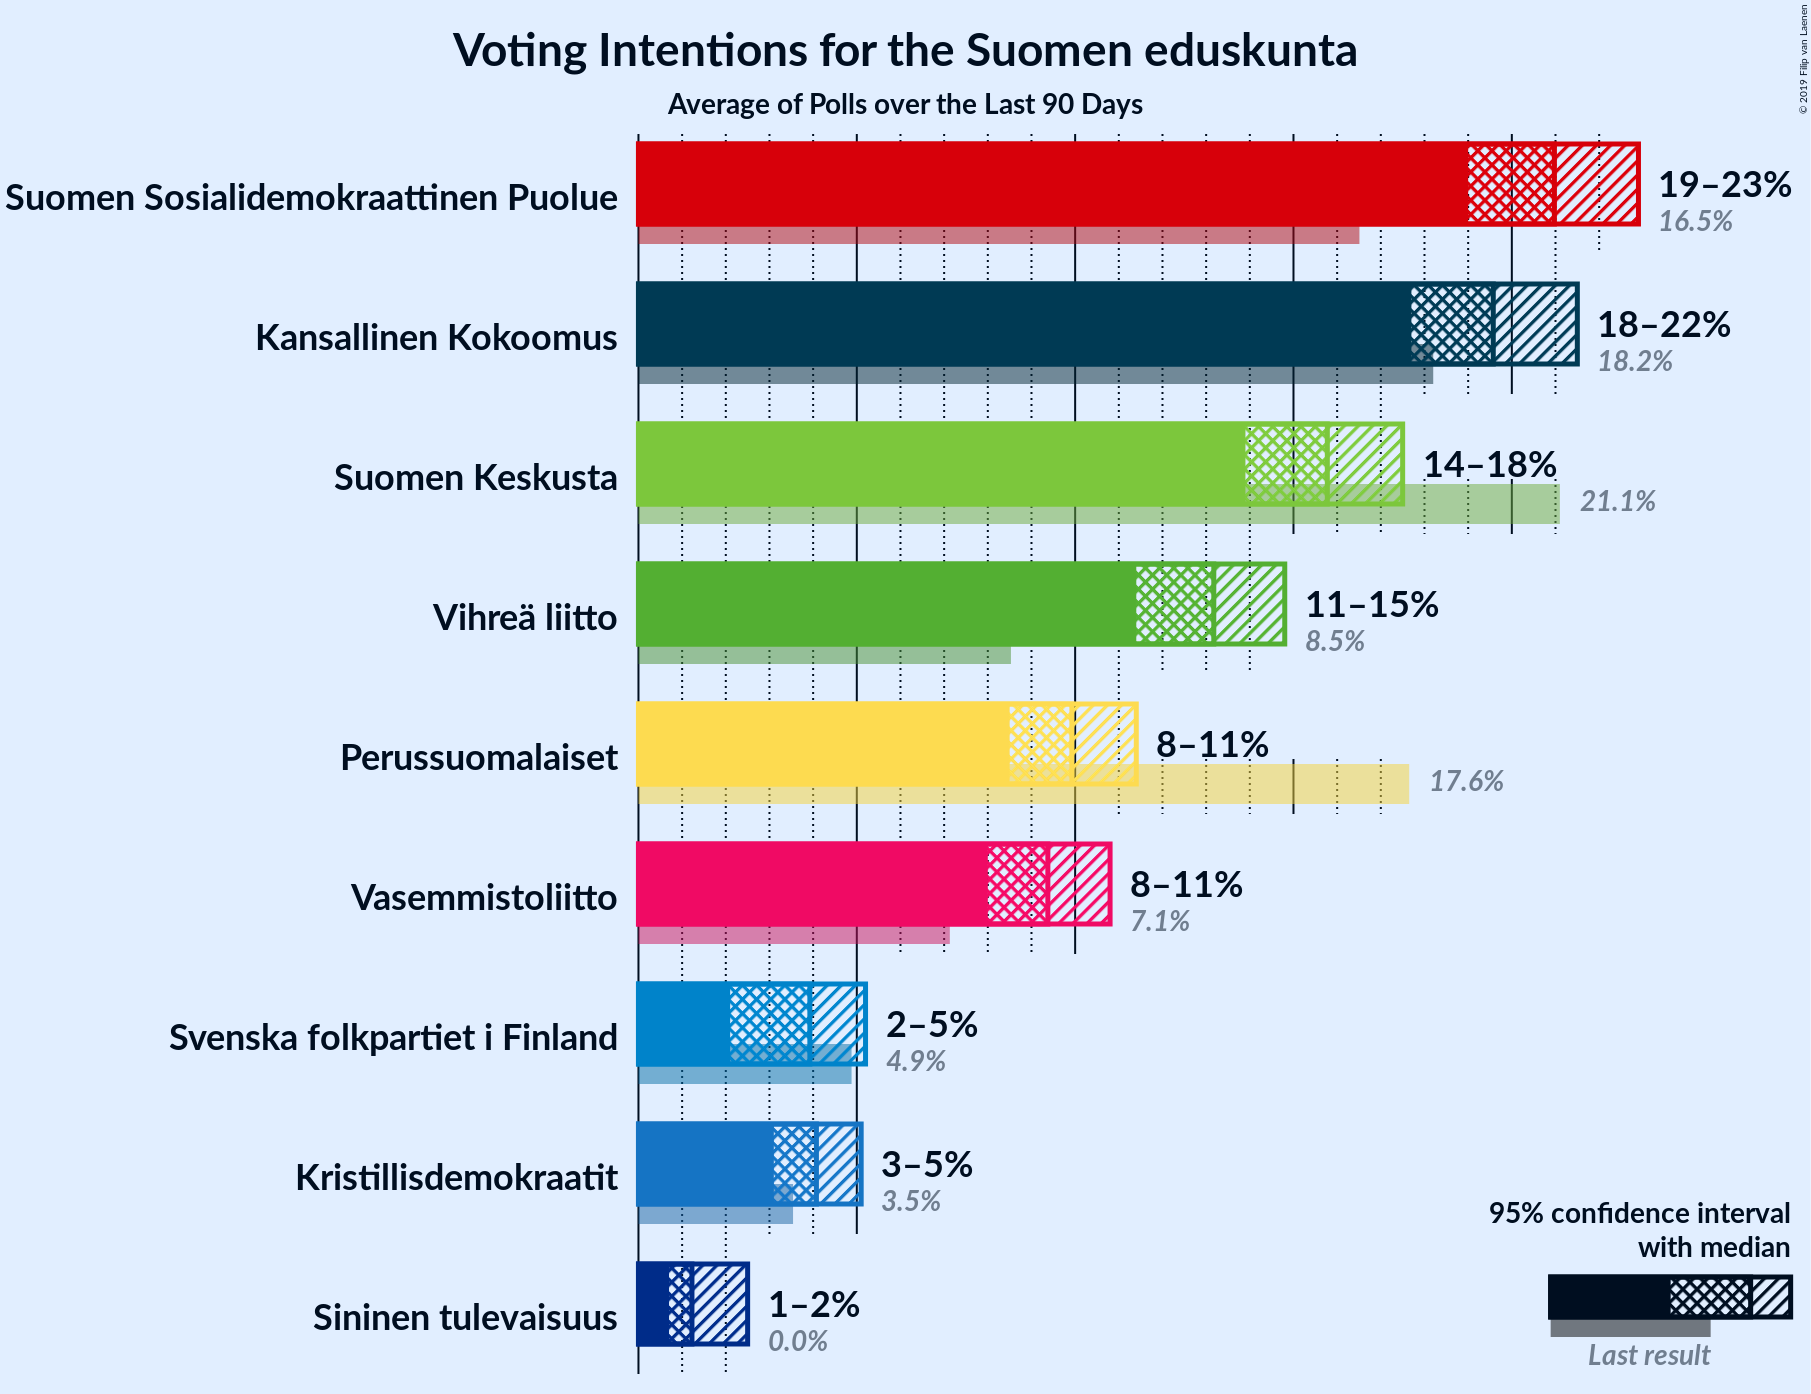 Voting Intentions for the Suomen eduskunta
Average of Polls over the Last 90 Days
© 2019 Filip van Laenen
Suomen Sosialidemokraattinen Puolue
19–23%
16.5%
Kansallinen Kokoomus
18–22%
18.2%
Suomen Keskusta
14–18%
21.1%
Vihreä liitto
11–15%
8.5%
Perussuomalaiset
8–11%
17.6%
Vasemmistoliitto
8–11%
7.1%
Svenska folkpartiet i Finland
2–5%
4.9%
Kristillisdemokraatit
3–5%
3.5%
Sininen tulevaisuus
1–2%
0.0%
95% confidence interval
with median
Last result